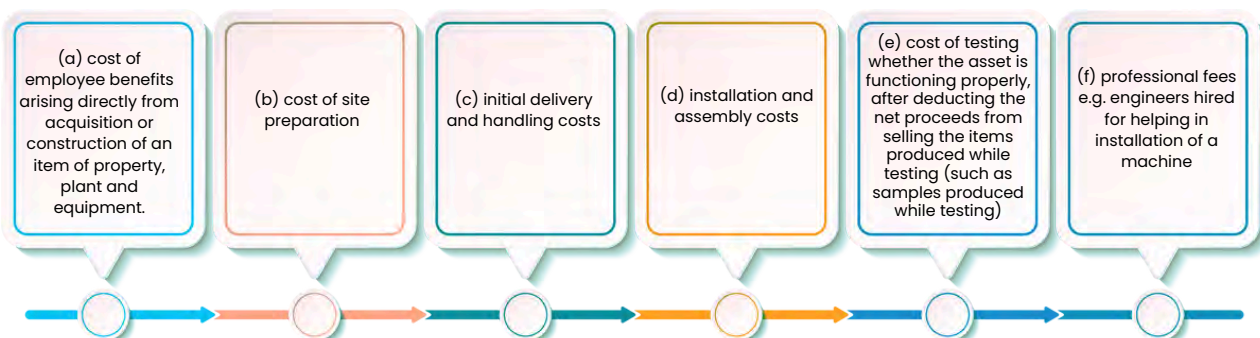 (a) cost of
employee benefits
arising directly from
acquisition or
construction of an
item of property,
plant and
equipment.
(b) cost of site
preparation
(c) initial delivery
and handling costs
(d) installation and
assembly costs
(e) cost of testing
whether the asset is
functioning properly,
after deducting the
net proceeds from
selling the items
produced while
testing (such as
samples produced
while testing)
(f) professional fees
e.g. engineers hired
for helping in
installation of a
machine